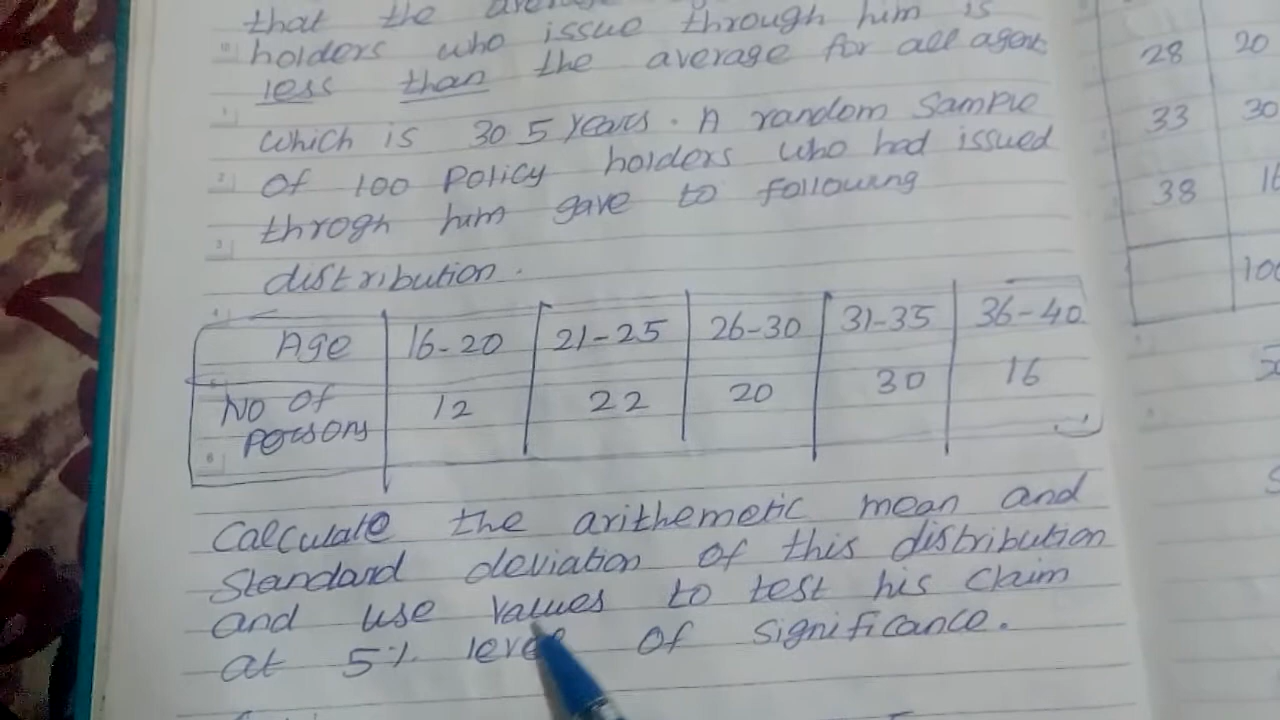 that the average
holders who issue through him is
less than the average for all agent
which is 30 5 years. A random sample
of 100 Policy holders who had issued
throgh him gave to following
distribution.
Age 16-20 21-25 26-30 31-35 36-40
No of Persons 12 22 20 30 16
Calculate the arithemetic mean and
Standard deviation of this distribution
and use values to test his claim
at 5% level of significance.
28 20
33 30
38
100